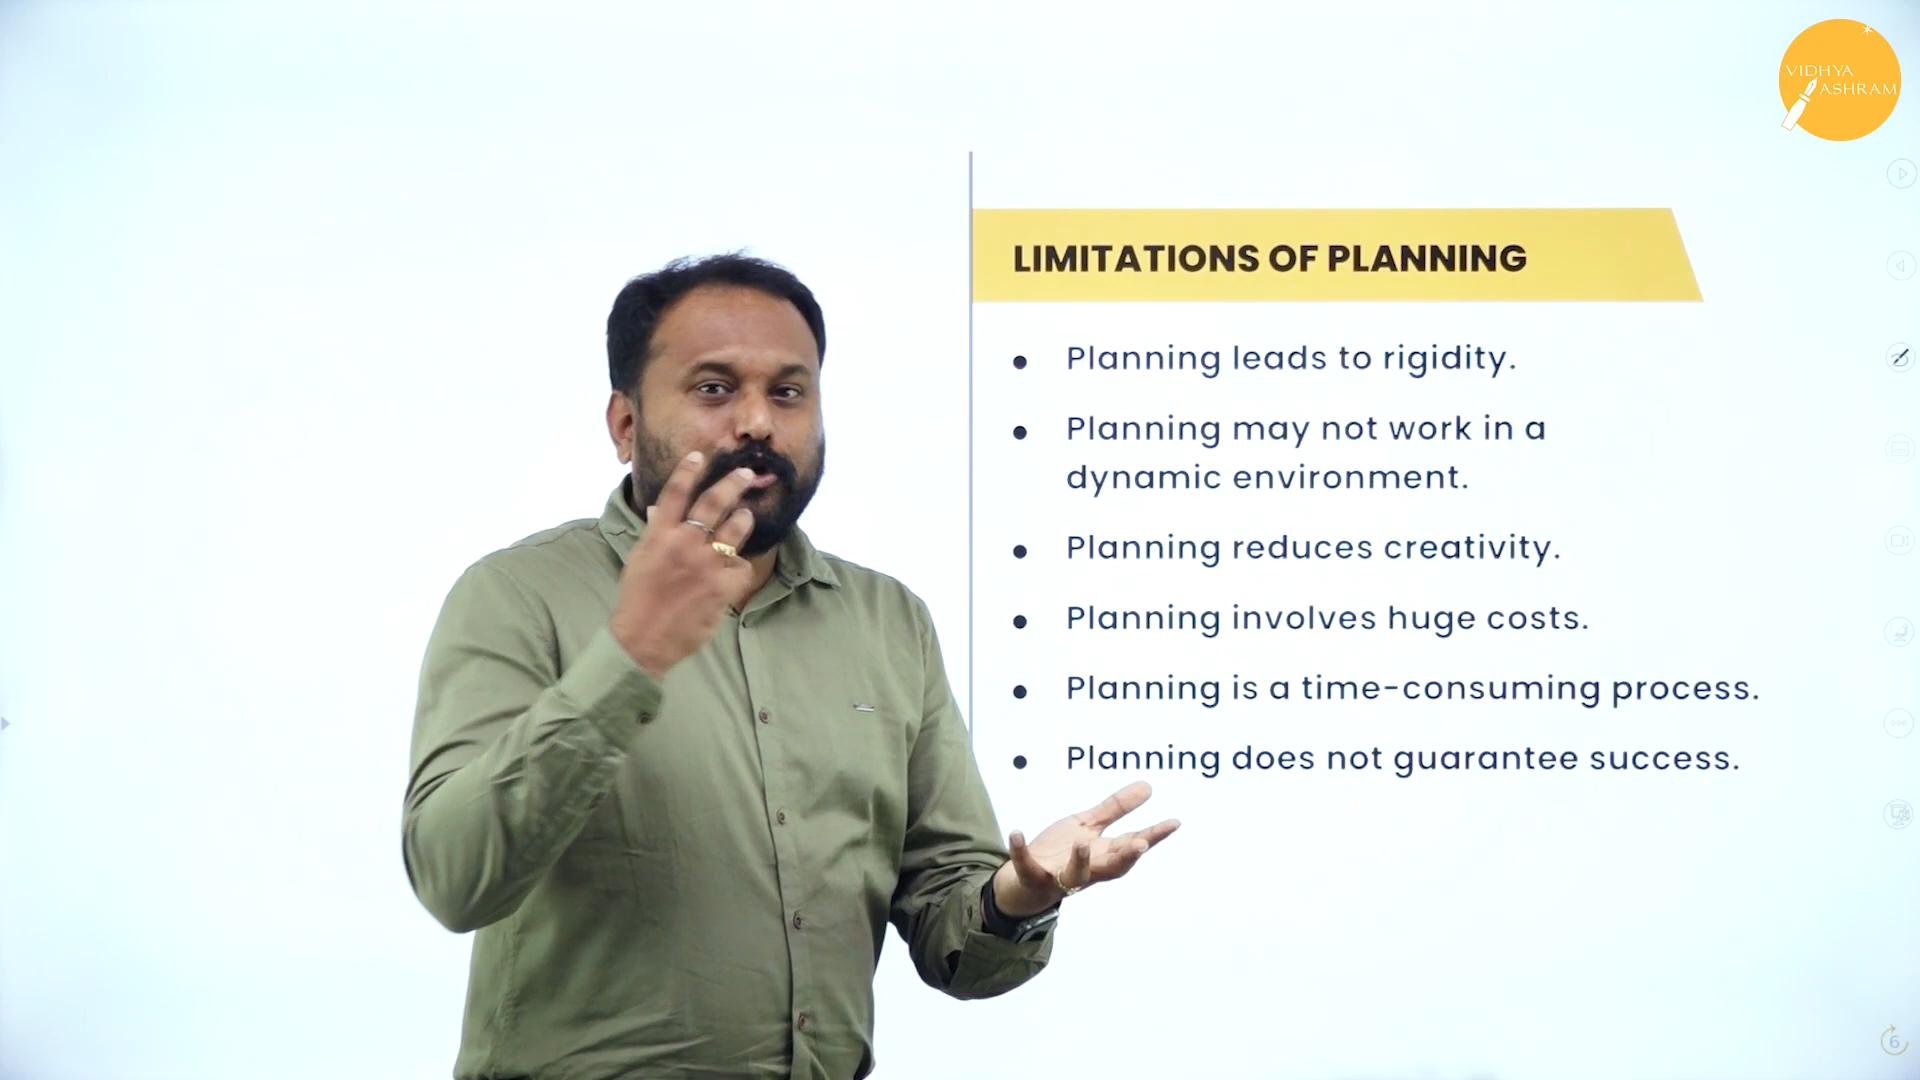 VIDHYA
ASHRAM
LIMITATIONS OF PLANNING
• Planning leads to rigidity.
• Planning may not work in a
dynamic environment.
• Planning reduces creativity.
• Planning involves huge costs.
• Planning is a time-consuming process.
• Planning does not guarantee success.
6